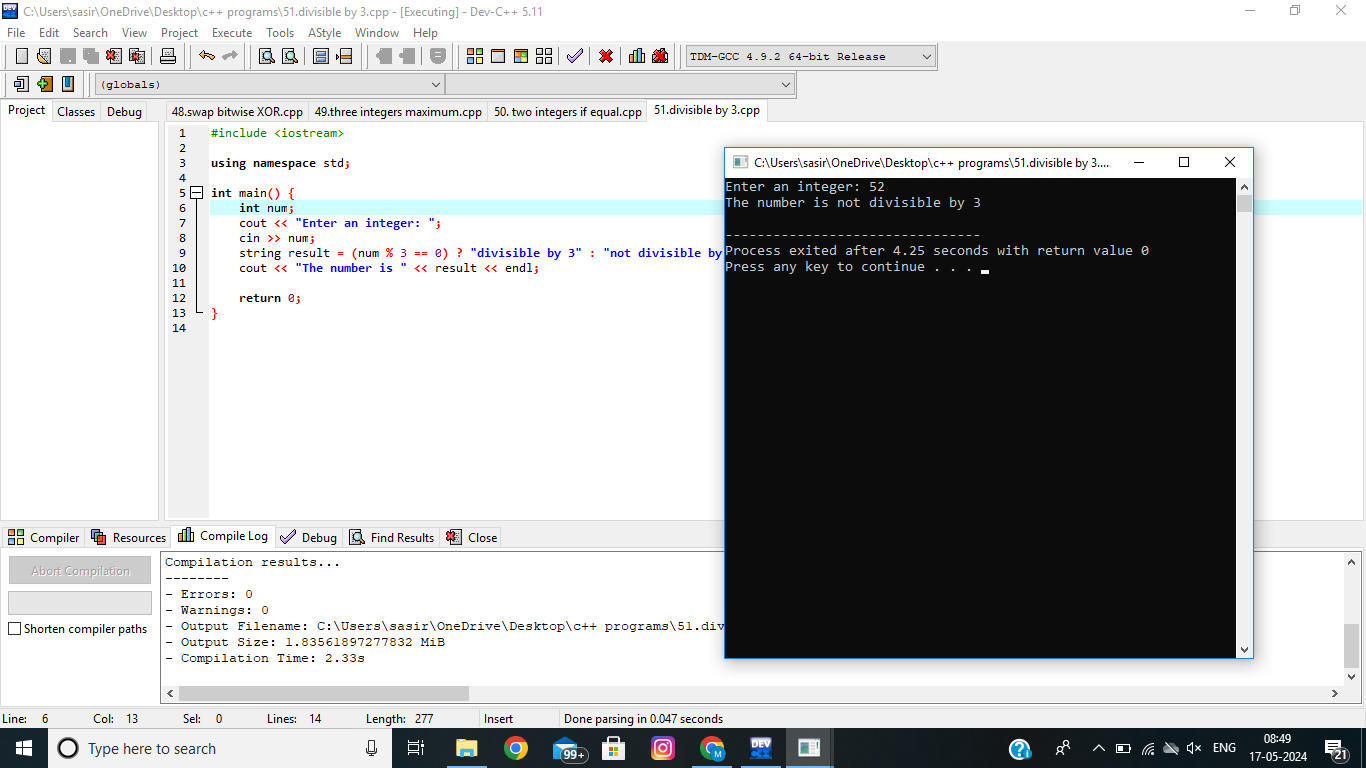 C:\Users\sasir\OneDrive\Desktop\c++ programs\51.divisible by 3.cpp - [Executing] - Dev-C++ 5.11
File Edit Search View Project Execute Tools AStyle Window Help
TDM-GCC 4.9.2 64-bit Release
(globals)
Project Classes Debug
48.swap bitwise XOR.cpp 49.three integers maximum.cpp 50. two integers if equal.cpp 51.divisible by 3.cpp
1 #include <iostream>
2
3 using namespace std;
4
5 int main() {
6 int num;
7 cout << "Enter an integer: ";
8 cin >> num;
9 string result = (num % 3 == 0) ? "divisible by 3" : "not divisible by
10 cout << "The number is " << result << endl;
11
12 return 0;
13 }
14
C:\Users\sasir\OneDrive\Desktop\c++ programs\51.divisible by 3....
Enter an integer: 52
The number is not divisible by 3
--------------------------------
Process exited after 4.25 seconds with return value 0
Press any key to continue . . .
Compiler Resources Compile Log Debug Find Results Close
Abort Compilation
Shorten compiler paths
Compilation results...
--------
- Errors: 0
- Warnings: 0
- Output Filename: C:\Users\sasir\OneDrive\Desktop\c++ programs\51.div
- Output Size: 1.83561897277832 MiB
- Compilation Time: 2.33s
Line: 6 Col: 13 Sel: 0 Lines: 14 Length: 277 Insert Done parsing in 0.047 seconds
Type here to search
99+
M
DEV
ENG
08:49
17-05-2024
21